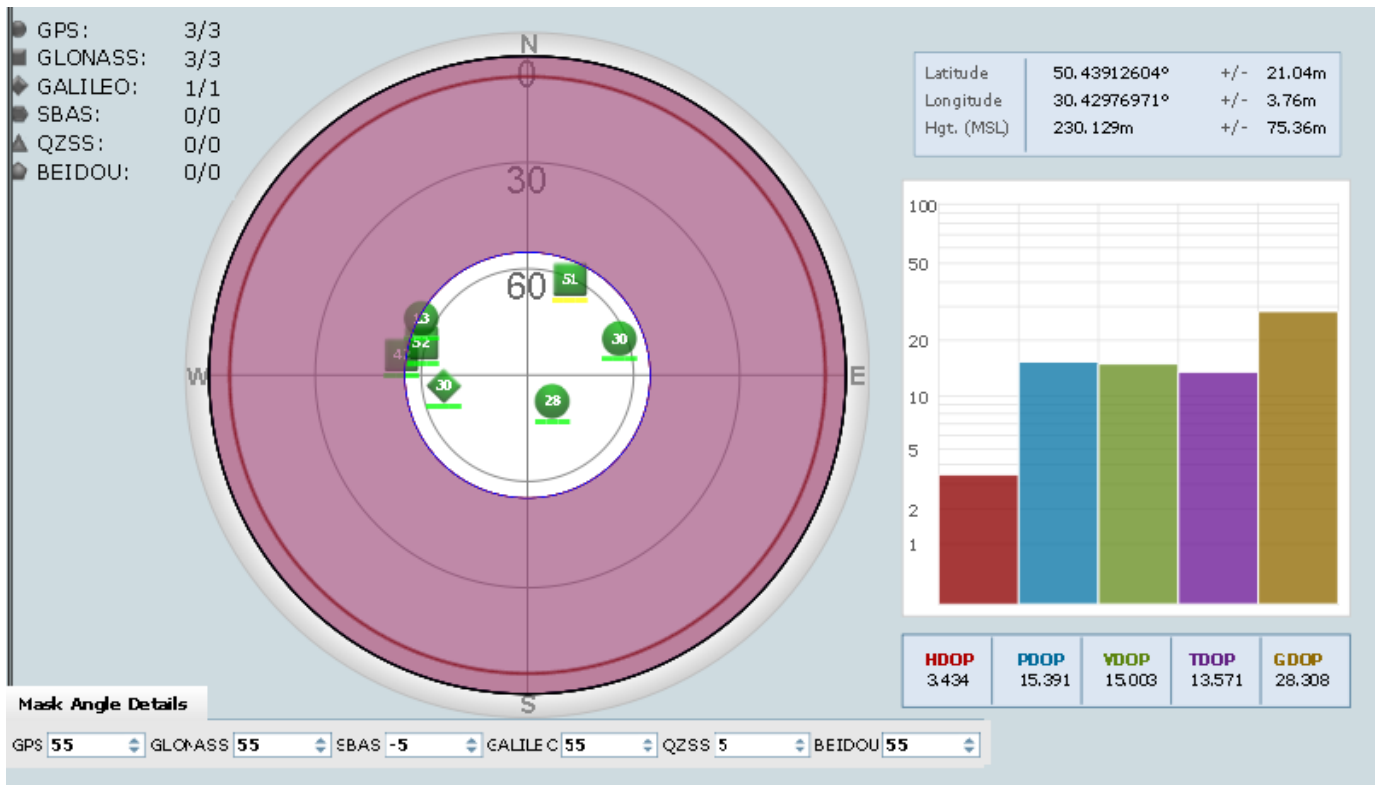 GPS: 3/3
GLONASS: 3/3
GALILEO: 1/1
SBAS: 0/0
QZSS: 0/0
BEIDOU: 0/0
N
0
30
60
51
13
30
52
30
28
W
E
S
Latitude 50.43912604° +/- 21.04m
Longitude 30.42976971° +/- 3.76m
Hgt. (MSL) 230.129m +/- 75.36m
100
50
20
10
5
2
1
HDOP PDOP VDOP TDOP GDOP
3.434 15.391 15.003 13.571 28.308
Mask Angle Details
GPS 55 GLONASS 55 SBAS -5 GALILEO 55 QZSS 5 BEIDOU 55